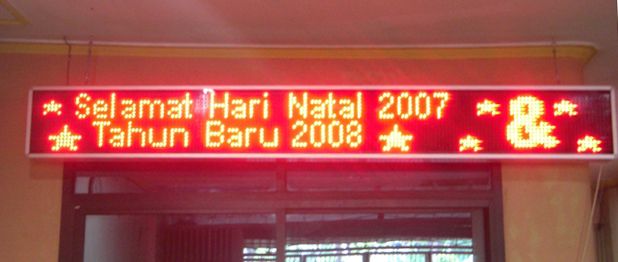 Selamat Hari Natal 2007 &
Tahun Baru 2008